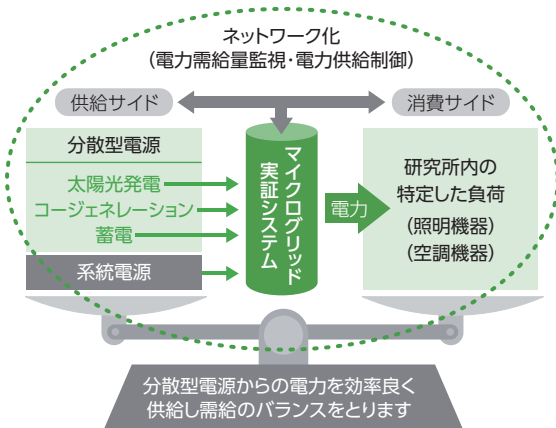 ネットワーク化
(電力需給量監視・電力供給制御)
供給サイド
消費サイド
分散型電源
太陽光発電
コージェネレーション
蓄電
系統電源
マイクログリッド
実証システム
電力
研究所内の
特定した負荷
(照明機器)
(空調機器)
分散型電源からの電力を効率良く
供給し需給のバランスをとります